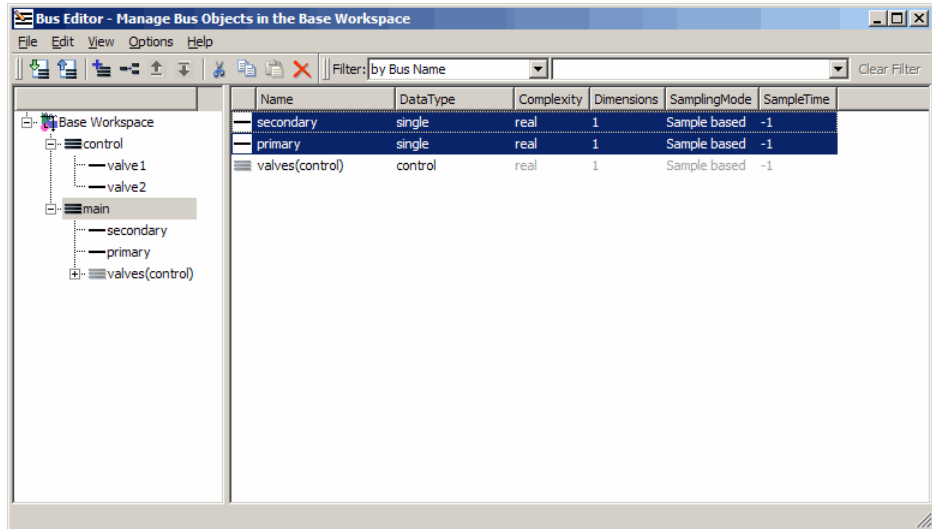 Bus Editor - Manage Bus Objects in the Base Workspace
File Edit View Options Help
Filter: by Bus Name Clear Filter
Name DataType Complexity Dimensions SamplingMode SampleTime
Base Workspace
control
valve1
valve2
main
secondary
primary
valves(control)
secondary single real 1 Sample based -1
primary single real 1 Sample based -1
valves(control) control real 1 Sample based -1